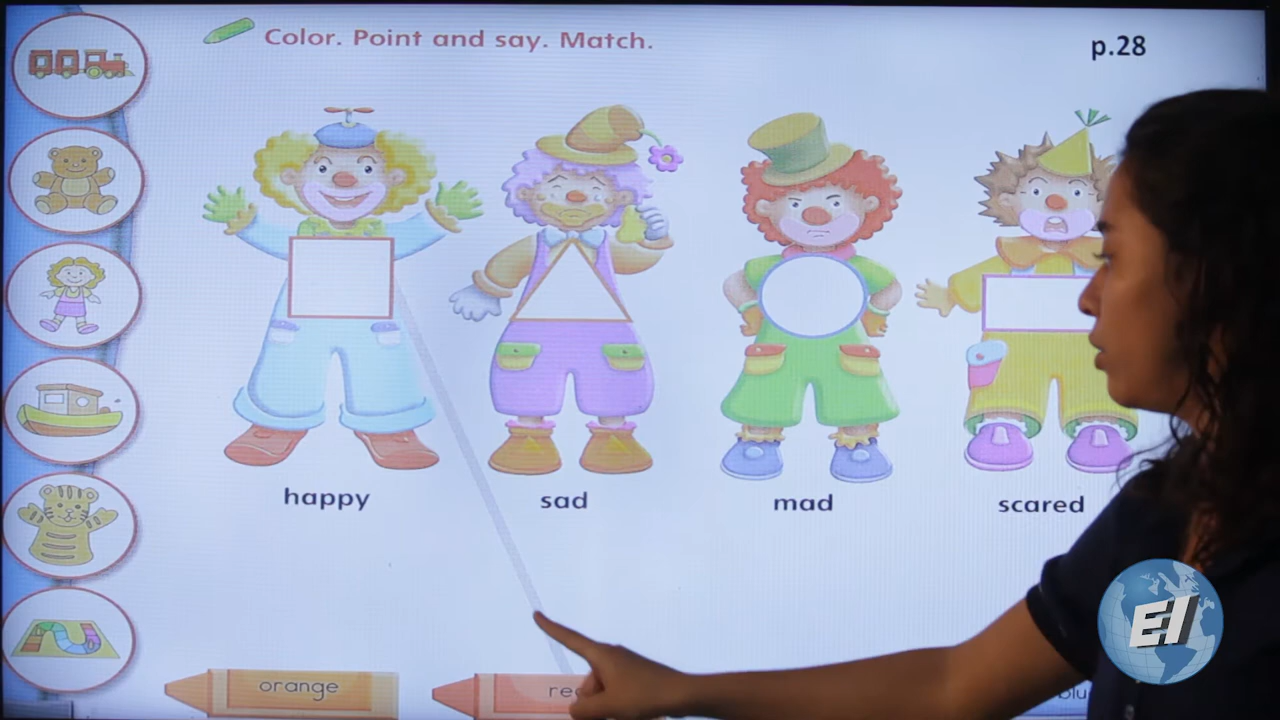 Color. Point and say. Match.
p.28
happy
sad
mad
scared
orange
EI